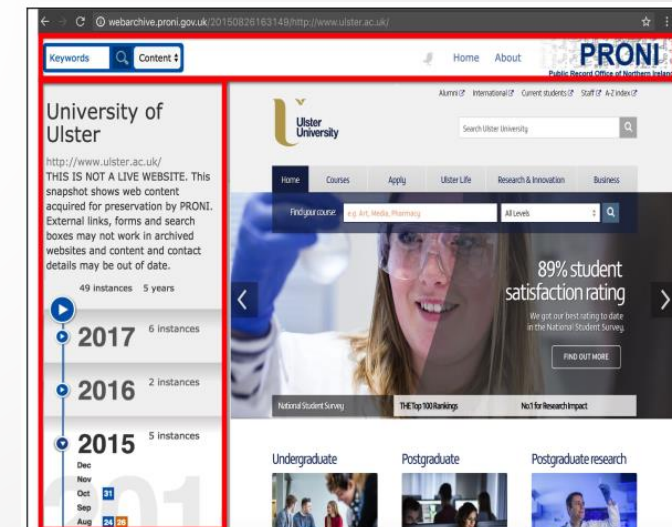 webarchive.proni.gov.uk/20150826163149/http://www.ulster.ac.uk/
Keywords
Content
Home
About
PRONI
Public Record Office of Northern Ireland
University of
Ulster
http://www.ulster.ac.uk/
THIS IS NOT A LIVE WEBSITE. This
snapshot shows web content
acquired for preservation by PRONI.
External links, forms and search
boxes may not work in archived
websites and content and contact
details may be out of date.
49 instances 5 years
2017 6 instances
2016 2 instances
2015 5 instances
Dec
Nov
Oct 31
Sep
Aug 24 26
201
Alumni International Current students Staff A-Z index
Ulster
University
Search Ulster University
Home Courses Apply Ulster Life Research & Innovation Business
Find your course: e.g. Art, Media, Pharmacy All Levels
89% student
satisfaction rating
We got our best rating to date
in the National Student Survey.
FIND OUT MORE
National Student Survey THE Top 100 Rankings No.1 for Research Impact
Undergraduate Postgraduate Postgraduate research